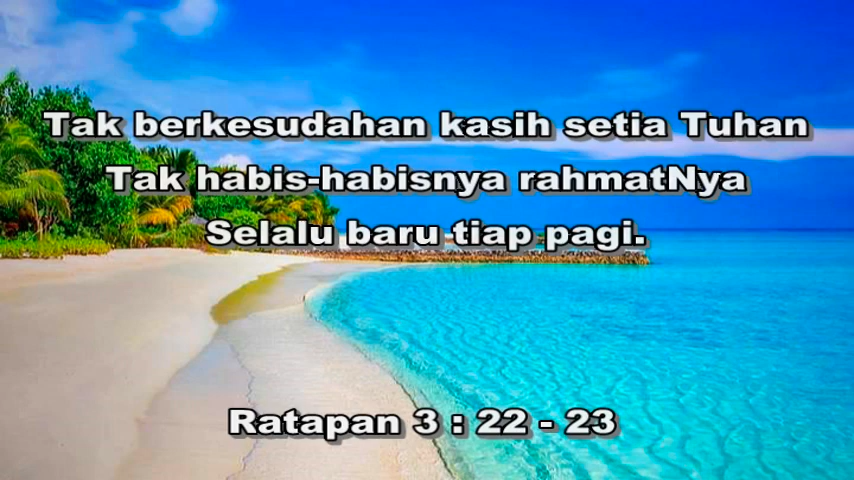 Tak berkesudahan kasih setia Tuhan
Tak habis-habisnya rahmatNya
Selalu baru tiap pagi.
Ratapan 3 : 22 - 23